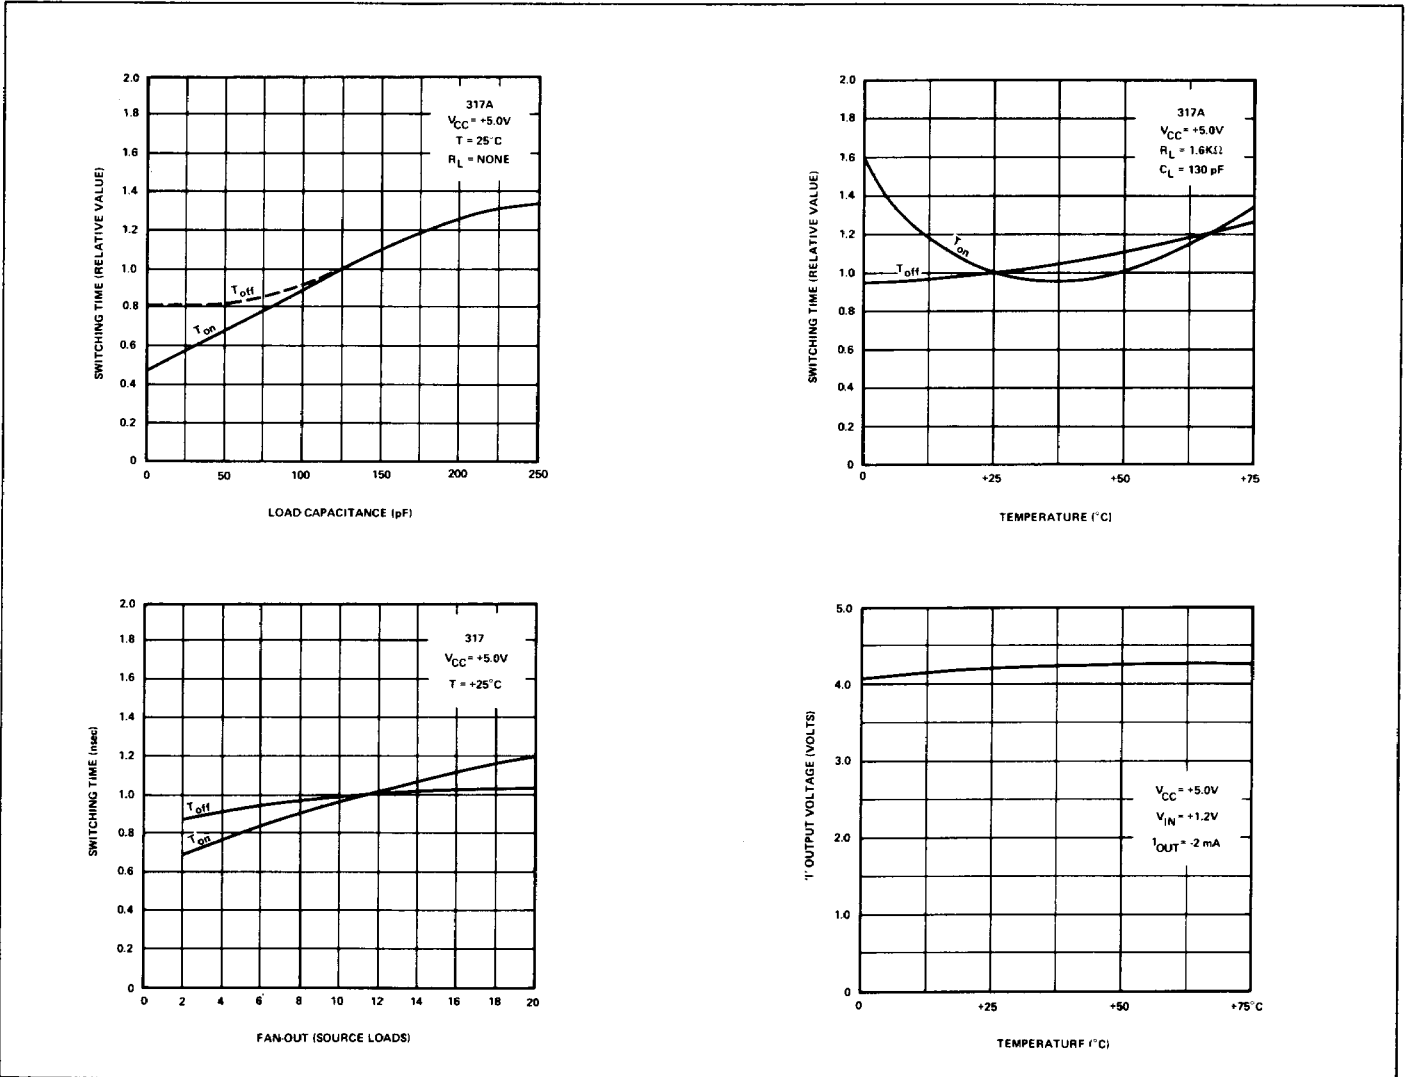 2.0
1.8
1.6
1.4
1.2
1.0
0.8
0.6
0.4
0.2
0
SWITCHING TIME (RELATIVE VALUE)
317A
VCC = +5.0V
T = 25°C
RL = NONE
Toff
Ton
0 50 100 150 200 250
LOAD CAPACITANCE (pF)
2.0
1.8
1.6
1.4
1.2
1.0
0.8
0.6
0.4
0.2
0
SWITCHING TIME (RELATIVE VALUE)
317A
VCC = +5.0V
RL = 1.6KΩ
CL = 130 pF
Ton
Toff
0 +25 +50 +75
TEMPERATURE (°C)
2.0
1.8
1.6
1.4
1.2
1.0
0.8
0.6
0.4
0.2
0
SWITCHING TIME (nsec)
317
VCC = +5.0V
T = +25°C
Toff
Ton
0 2 4 6 8 10 12 14 16 18 20
FAN-OUT (SOURCE LOADS)
5.0
4.0
3.0
2.0
1.0
0
'1' OUTPUT VOLTAGE (VOLTS)
VCC = +5.0V
VIN = +1.2V
IOUT = -2 mA
0 +25 +50 +75°C
TEMPERATURE (°C)